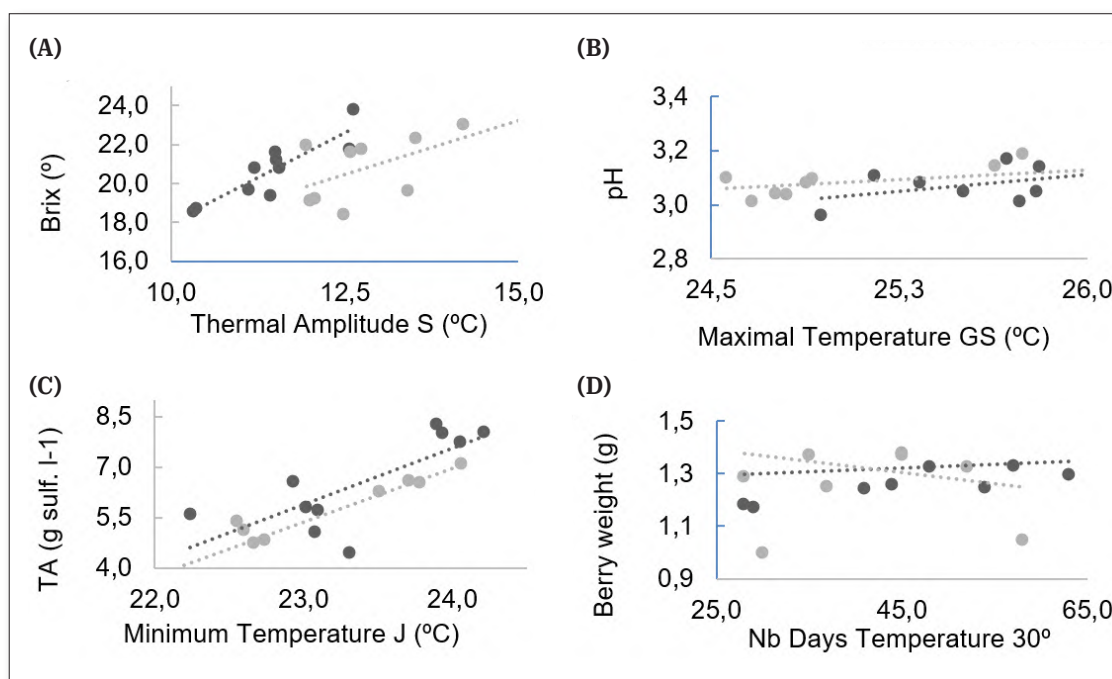 (A)
24,0
22,0
20,0
18,0
16,0
Brix (º)
10,0 12,5 15,0
Thermal Amplitude S (ºC)
(B)
3,4
3,2
3,0
2,8
pH
24,5 25,3 26,0
Maximal Temperature GS (ºC)
(C)
8,5
7,0
5,5
4,0
TA (g sulf. l-1)
22,0 23,0 24,0
Minimum Temperature J (ºC)
(D)
1,5
1,3
1,1
0,9
Berry weight (g)
25,0 45,0 65,0
Nb Days Temperature 30º